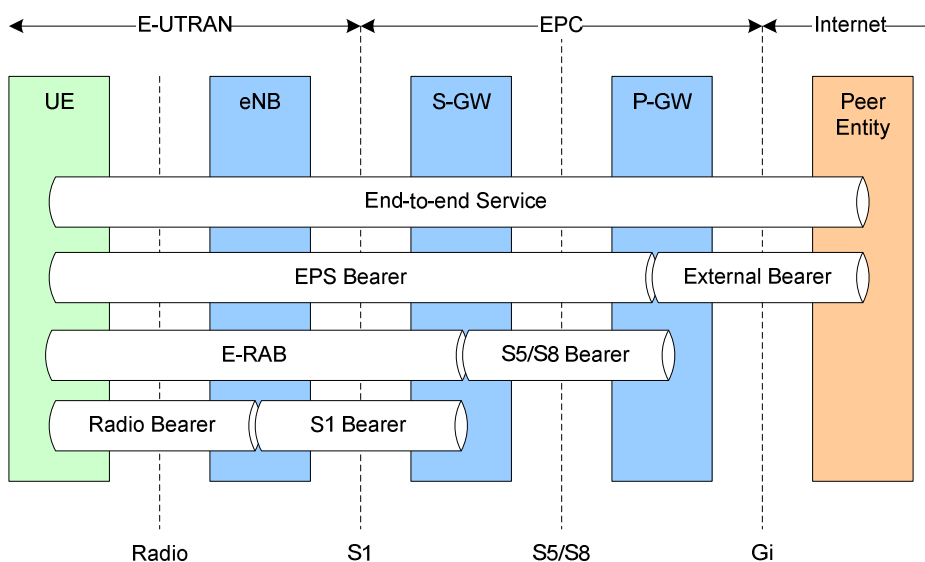 E-UTRAN
EPC
Internet
UE
eNB
S-GW
P-GW
Peer
Entity
End-to-end Service
EPS Bearer
External Bearer
E-RAB
S5/S8 Bearer
Radio Bearer
S1 Bearer
Radio
S1
S5/S8
Gi